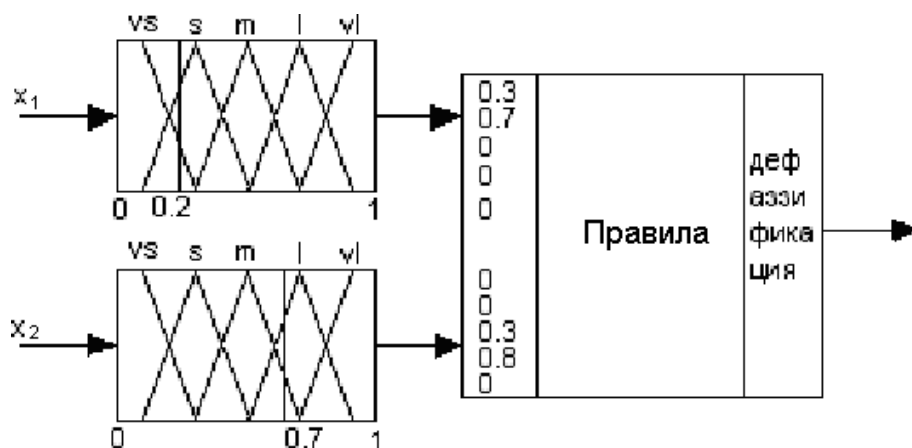 vs s m l vl
x₁
0 0.2 1
0.3
0.7
0
0
0
vs s m l vl
x₂
0 0.7 1
0
0
0.3
0.8
0
Правила
деф
аззи
фика
ция